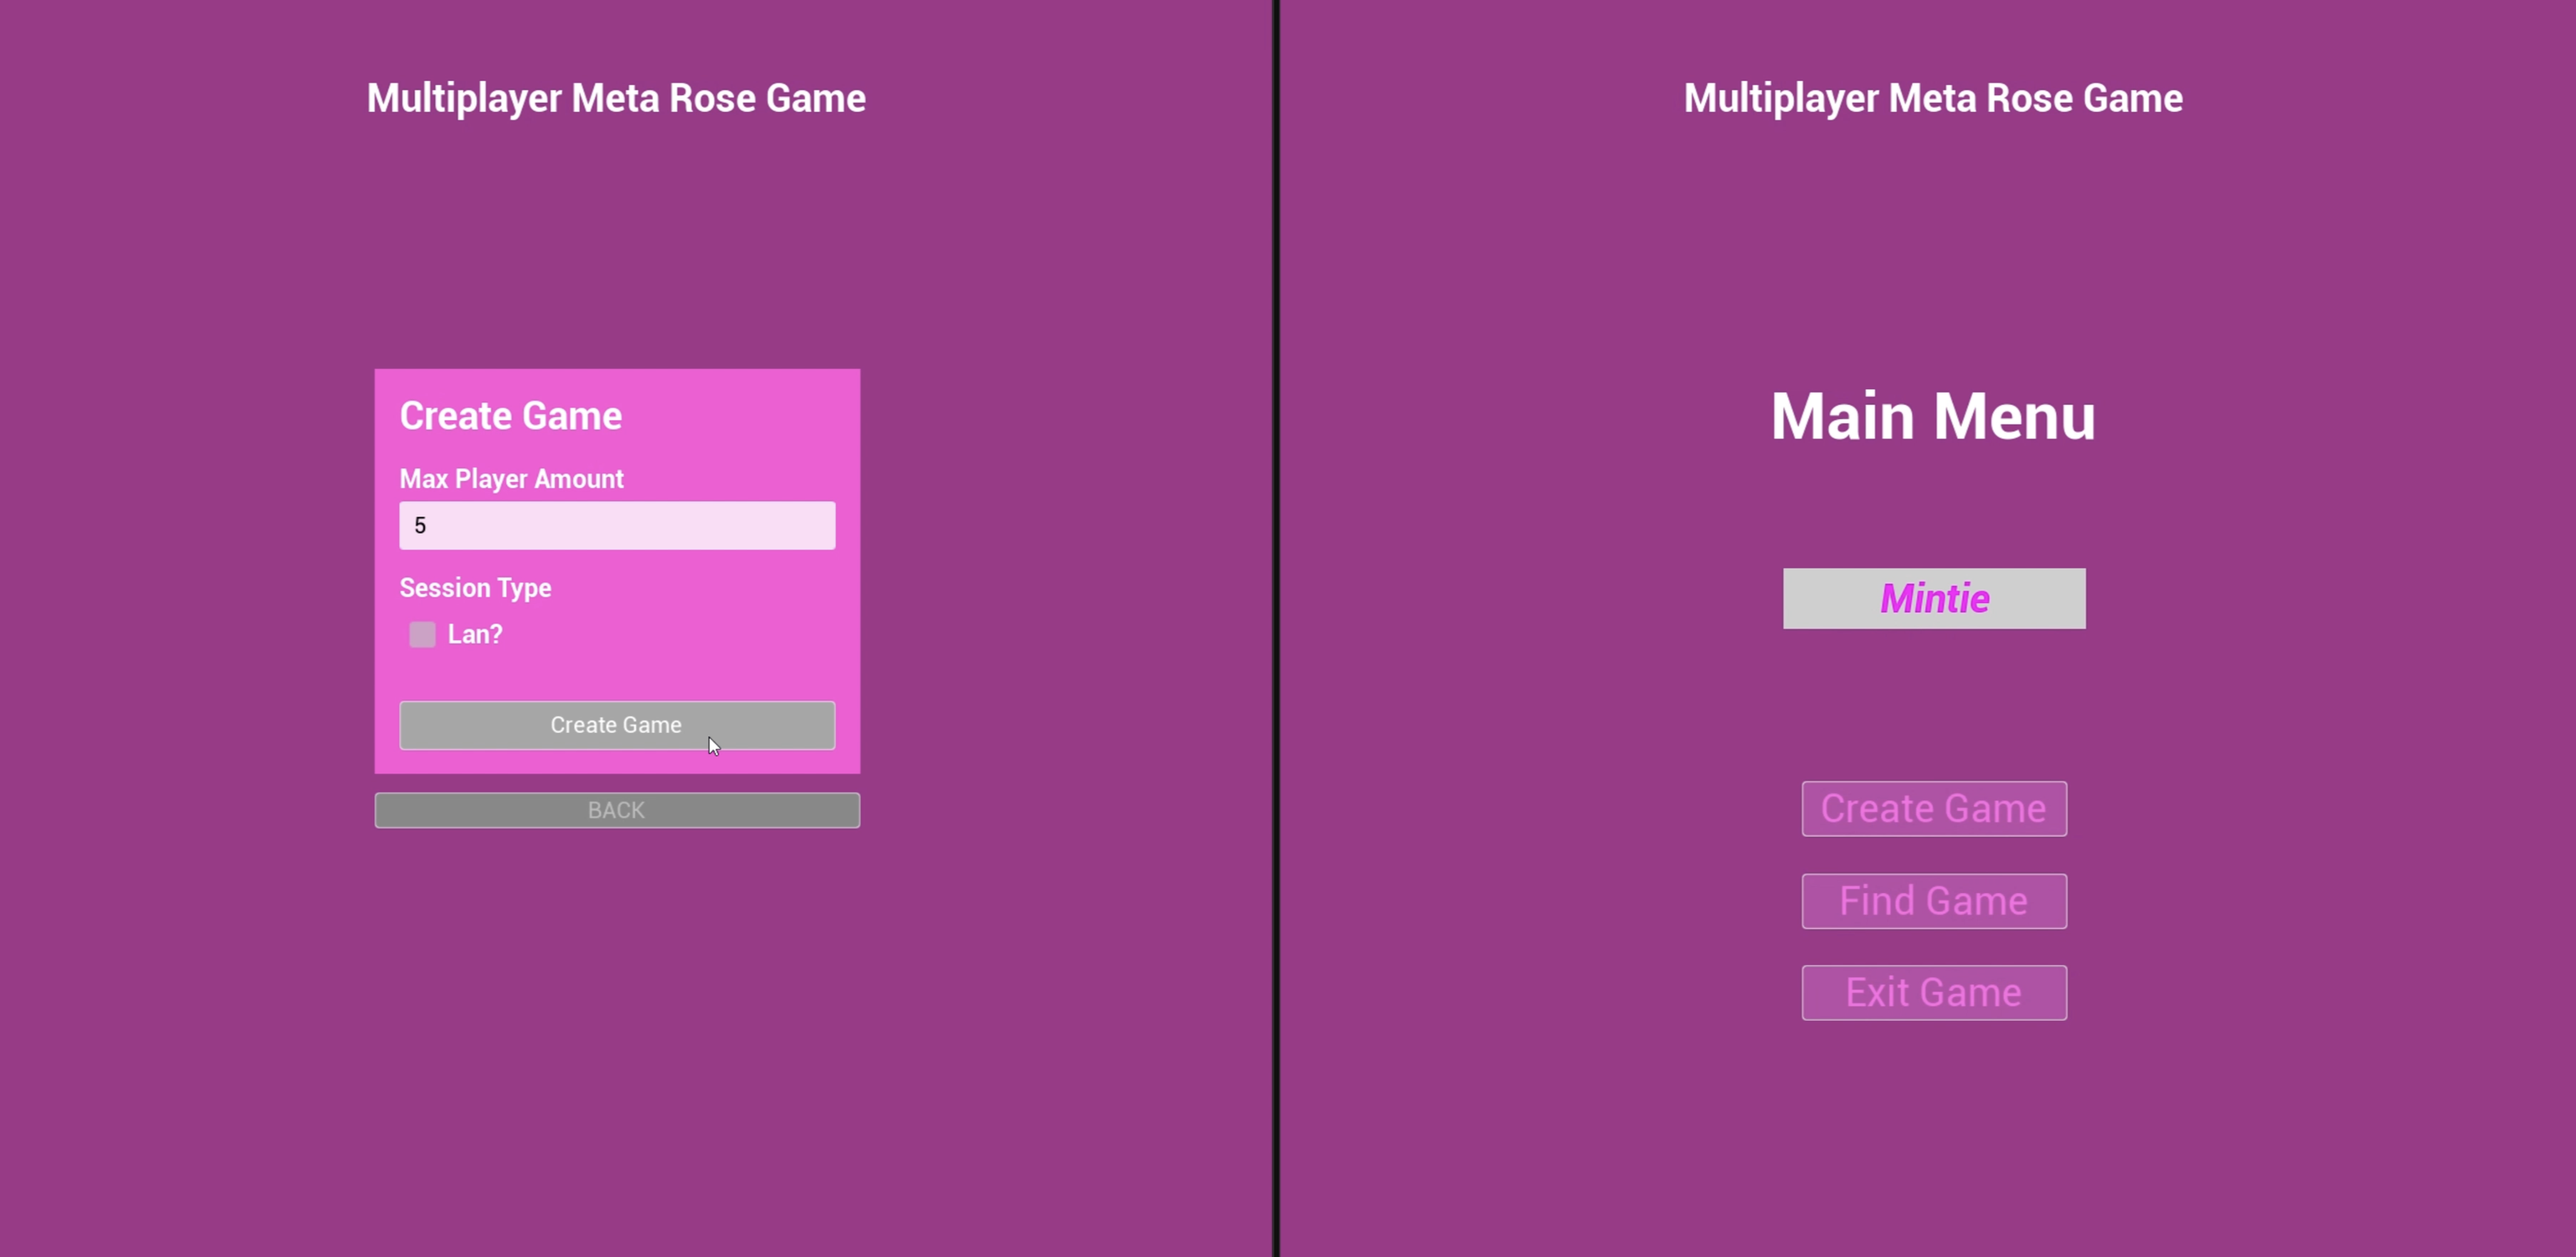 Multiplayer Meta Rose Game
Create Game
Max Player Amount
5
Session Type
Lan?
Create Game
BACK
Multiplayer Meta Rose Game
Main Menu
Mintie
Create Game
Find Game
Exit Game